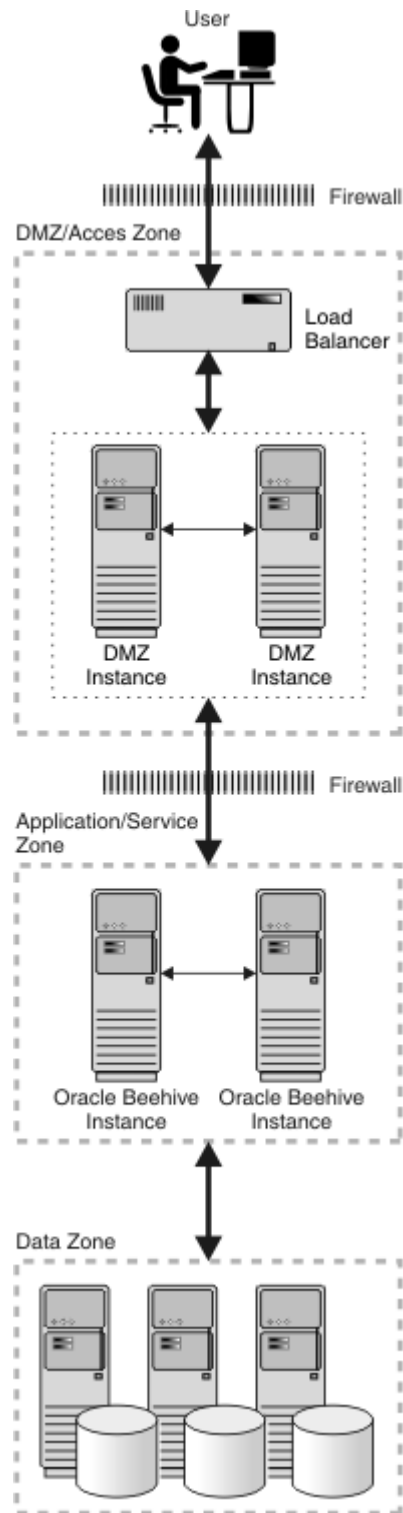 User
Firewall
DMZ/Acces Zone
Load
Balancer
DMZ
Instance
DMZ
Instance
Firewall
Application/Service
Zone
Oracle Beehive
Instance
Oracle Beehive
Instance
Data Zone